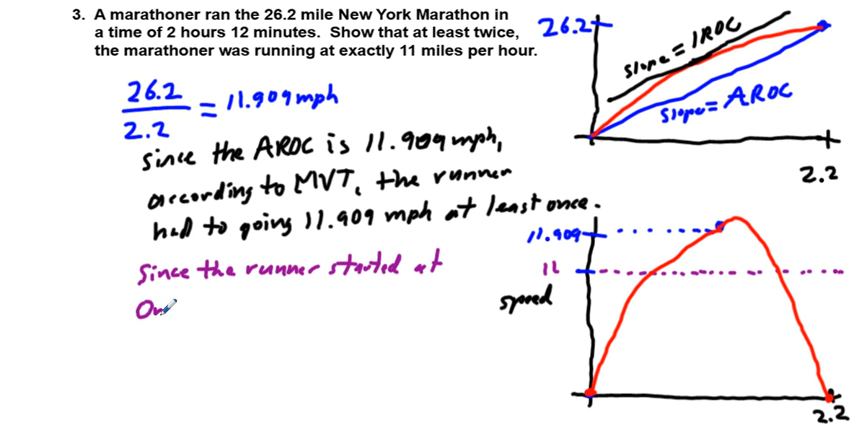 3. A marathoner ran the 26.2 mile New York Marathon in
a time of 2 hours 12 minutes. Show that at least twice,
the marathoner was running at exactly 11 miles per hour.
26.2
2.2
= 11.909 mph
since the AROC is 11.909 mph,
according to MVT, the runner
had to going 11.909 mph at least once.
Since the runner started at
0m
26.2
slope = IROC
slope = AROC
2.2
11.909
11
speed
2.2